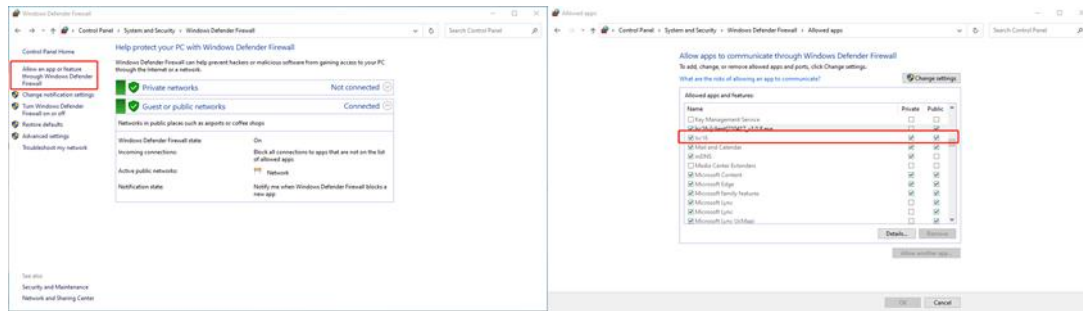 Windows Defender Firewall
Control Panel > System and Security > Windows Defender Firewall
Search Control Panel
Control Panel Home
Allow an app or feature
through Windows Defender
Firewall
Change notification settings
Turn Windows Defender
Firewall on or off
Restore defaults
Advanced settings
Troubleshoot my network
Help protect your PC with Windows Defender Firewall
Windows Defender Firewall can help prevent hackers or malicious software from gaining access to your PC
through the Internet or a network.
Private networks Not connected
Guest or public networks Connected
Networks in public places such as airports or coffee shops
Windows Defender Firewall state: On
Incoming connections: Block all connections to apps that are not on the list
of allowed apps
Active public networks: Network
Notification state: Notify me when Windows Defender Firewall blocks a
new app
See also
Security and Maintenance
Network and Sharing Center
Allowed apps
Control Panel > System and Security > Windows Defender Firewall > Allowed apps
Search Control Panel
Allow apps to communicate through Windows Defender Firewall
To add, change, or remove allowed apps and ports, click Change settings.
What are the risks of allowing an app to communicate?
Change settings
Allowed apps and features:
Name Private Public
Key Management Service
Mail and Calendar
mDNS
Media Center Extenders
Microsoft Content
Microsoft Edge
Microsoft family features
Microsoft Lync
Microsoft Lync
Microsoft Lync UcMapi
Details... Remove
Allow another app...
OK Cancel